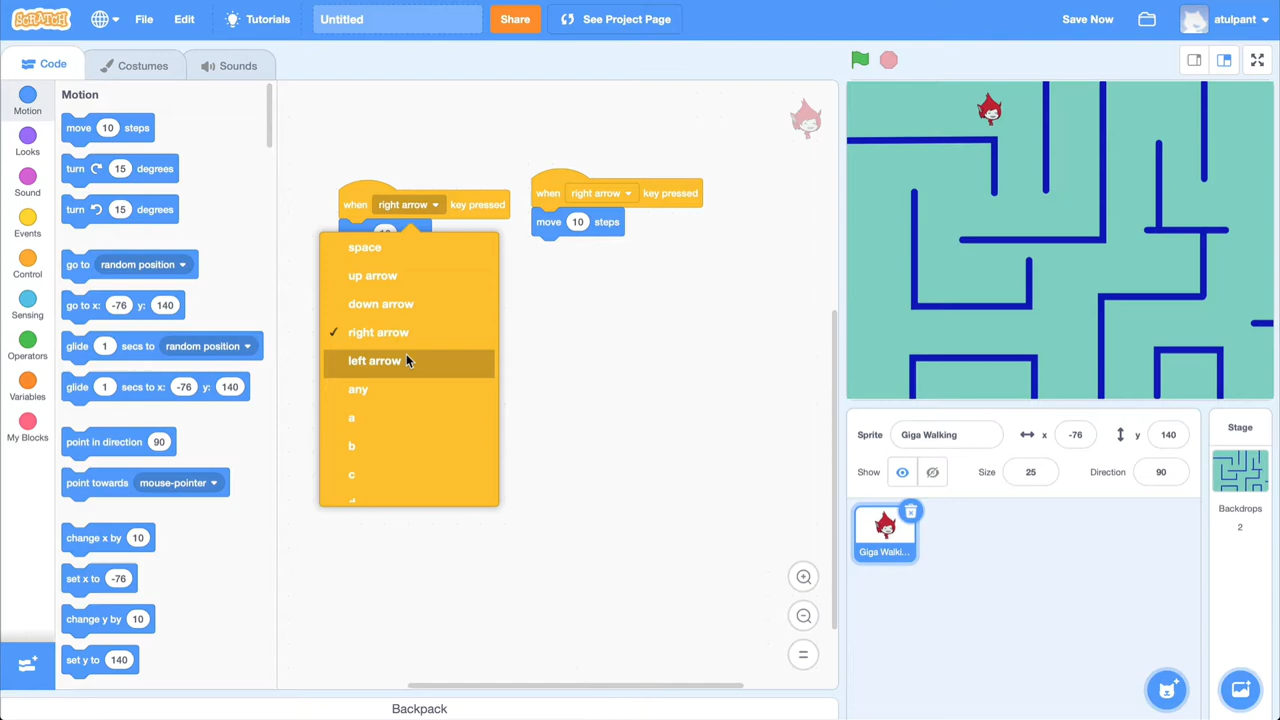 SCRATCH File Edit Tutorials Untitled Share See Project Page Save Now atulpant
Code Costumes Sounds
Motion
Looks
Sound
Events
Control
Sensing
Operators
Variables
My Blocks
Motion
move 10 steps
turn 15 degrees
turn 15 degrees
go to random position
go to x: -76 y: 140
glide 1 secs to random position
glide 1 secs to x: -76 y: 140
point in direction 90
point towards mouse-pointer
change x by 10
set x to -76
change y by 10
set y to 140
when right arrow key pressed
space
up arrow
down arrow
✓ right arrow
left arrow
any
a
b
c
when right arrow key pressed
move 10 steps
Sprite Giga Walking x -76 y 140
Show Size 25 Direction 90
Giga Walki...
Stage
Backdrops
2
Backpack